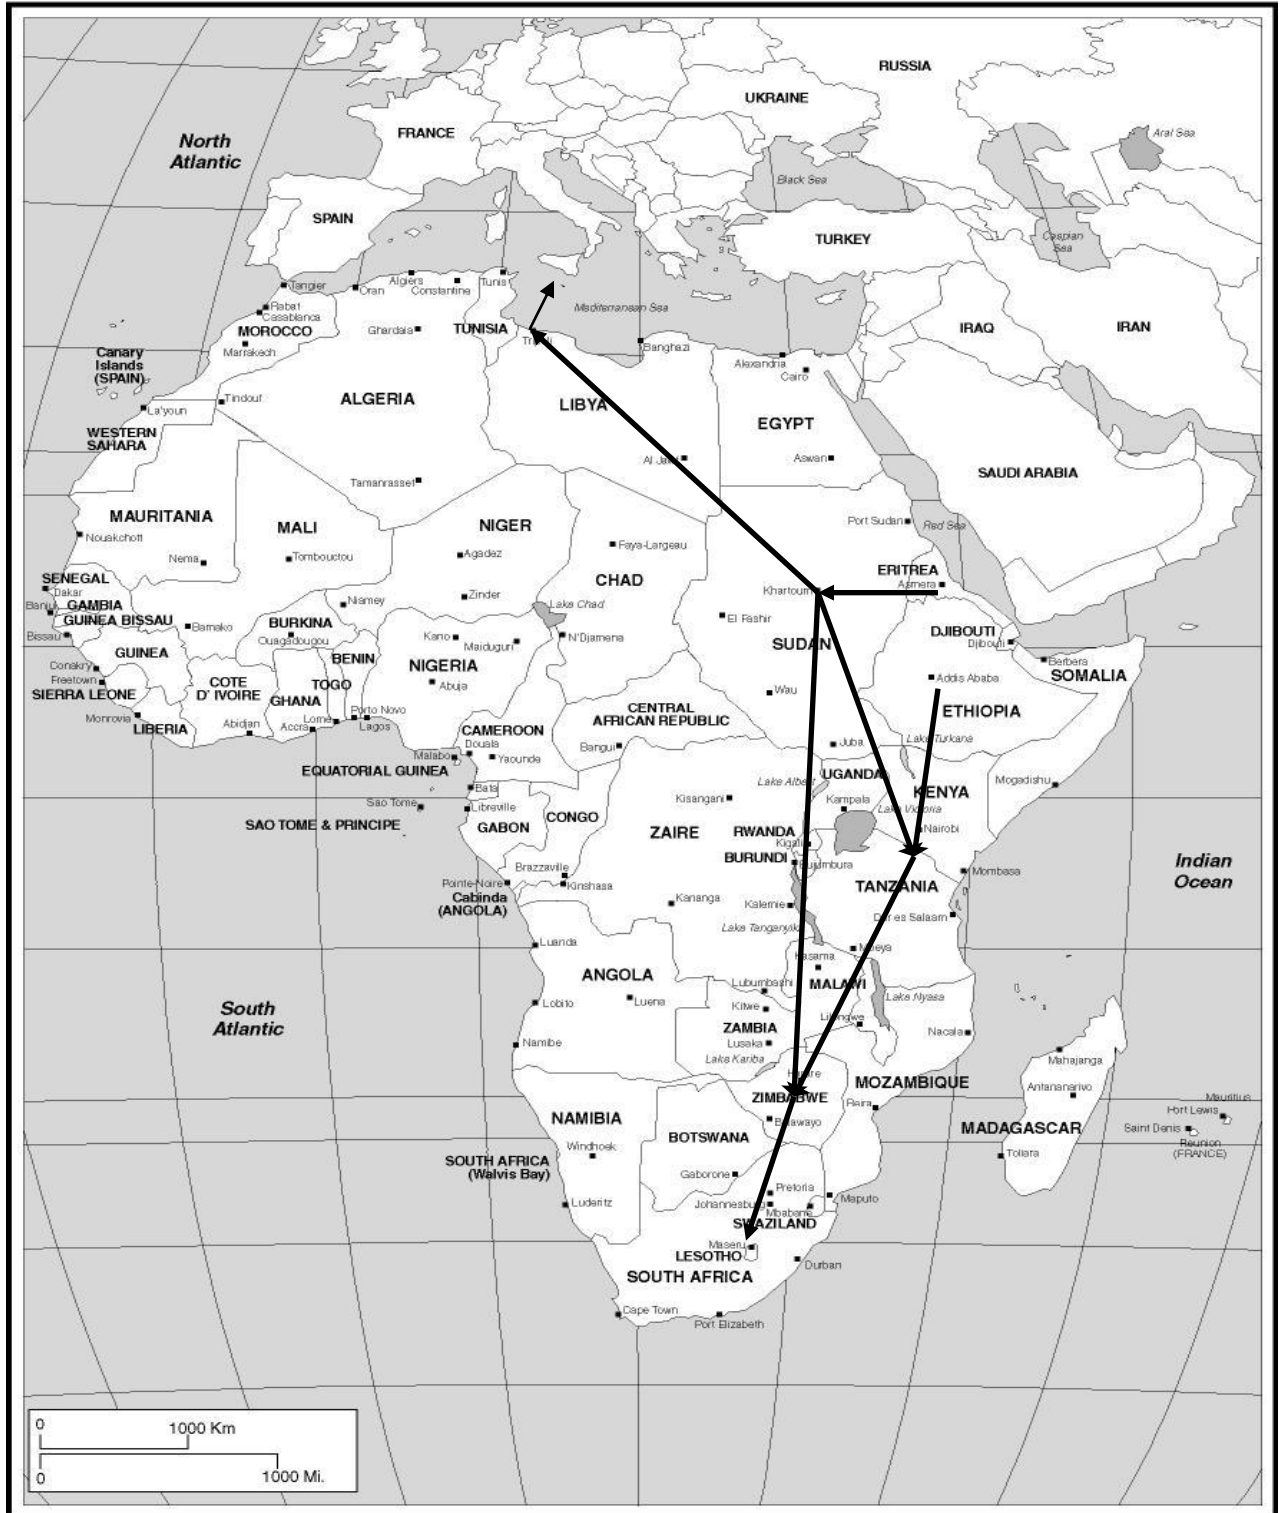 RUSSIA
UKRAINE
FRANCE
North
Atlantic
Aral Sea
Black Sea
SPAIN
TURKEY
Caspian
Sea
Tangier
Oran
Algiers
Constantine
Tunis
Mediterranean Sea
Rabat
Casablanca
MOROCCO
Marrakech
Ghardaia
TUNISIA
Banghazi
Alexandria
Cairo
IRAQ
IRAN
Canary
Islands
(SPAIN)
La'youn
Tindouf
ALGERIA
LIBYA
EGYPT
WESTERN
SAHARA
Aswan
SAUDI ARABIA
Tamanrasset
MAURITANIA
MALI
NIGER
Port Sudan
Red Sea
Nouakchott
Nema
Tombouctou
Agadez
Faya-Largeau
CHAD
ERITREA
Asmera
Khartoum
SENEGAL
Dakar
Banjul
GAMBIA
GUINEA BISSAU
Bissau
Niamey
Zinder
Lake Chad
El Fashir
BURKINA
Ouagadougou
Bamako
Kano
Maiduguri
N'Djamena
SUDAN
DJIBOUTI
Djibouti
Berbera
SOMALIA
GUINEA
Conakry
Freetown
SIERRA LEONE
COTE
D' IVOIRE
BENIN
TOGO
GHANA
NIGERIA
Abuja
Wau
Addis Ababa
ETHIOPIA
Monrovia
LIBERIA
Abidjan
Accra
Lome
Porto Novo
Lagos
CENTRAL
AFRICAN REPUBLIC
Bangui
CAMEROON
Douala
Yaounde
Malabo
EQUATORIAL GUINEA
Juba
Lake Turkana
Lake Albert
UGANDA
KENYA
Mogadishu
Bata
Sao Tome
Libreville
SAO TOME & PRINCIPE
GABON
CONGO
Kisangani
ZAIRE
Kampala
Lake Victoria
Nairobi
RWANDA
Kigali
BURUNDI
Bujumbura
Brazzaville
Kinshasa
Pointe-Noire
Cabinda
(ANGOLA)
Indian
Ocean
Mombasa
TANZANIA
Kananga
Kalemie
Dar es Salaam
Lake Tanganyika
Luanda
Mbeya
Kasama
ANGOLA
Lubumbashi
MALAWI
Lake Nyasa
South
Atlantic
Lobito
Luena
Kitwe
Lilongwe
ZAMBIA
Lusaka
Lake Kariba
Nacala
Namibe
Mahajanga
Harare
ZIMBABWE
MOZAMBIQUE
Antananarivo
Beira
Bulawayo
NAMIBIA
BOTSWANA
MADAGASCAR
Mauritius
Port Lewis
Saint Denis
Reunion
(FRANCE)
Windhoek
SOUTH AFRICA
(Walvis Bay)
Gaborone
Toliara
Pretoria
Johannesburg
Mbabane
Maputo
SWAZILAND
Luderitz
Maseru
LESOTHO
SOUTH AFRICA
Durban
Cape Town
Port Elizabeth
0
1000 Km
0
1000 Mi.